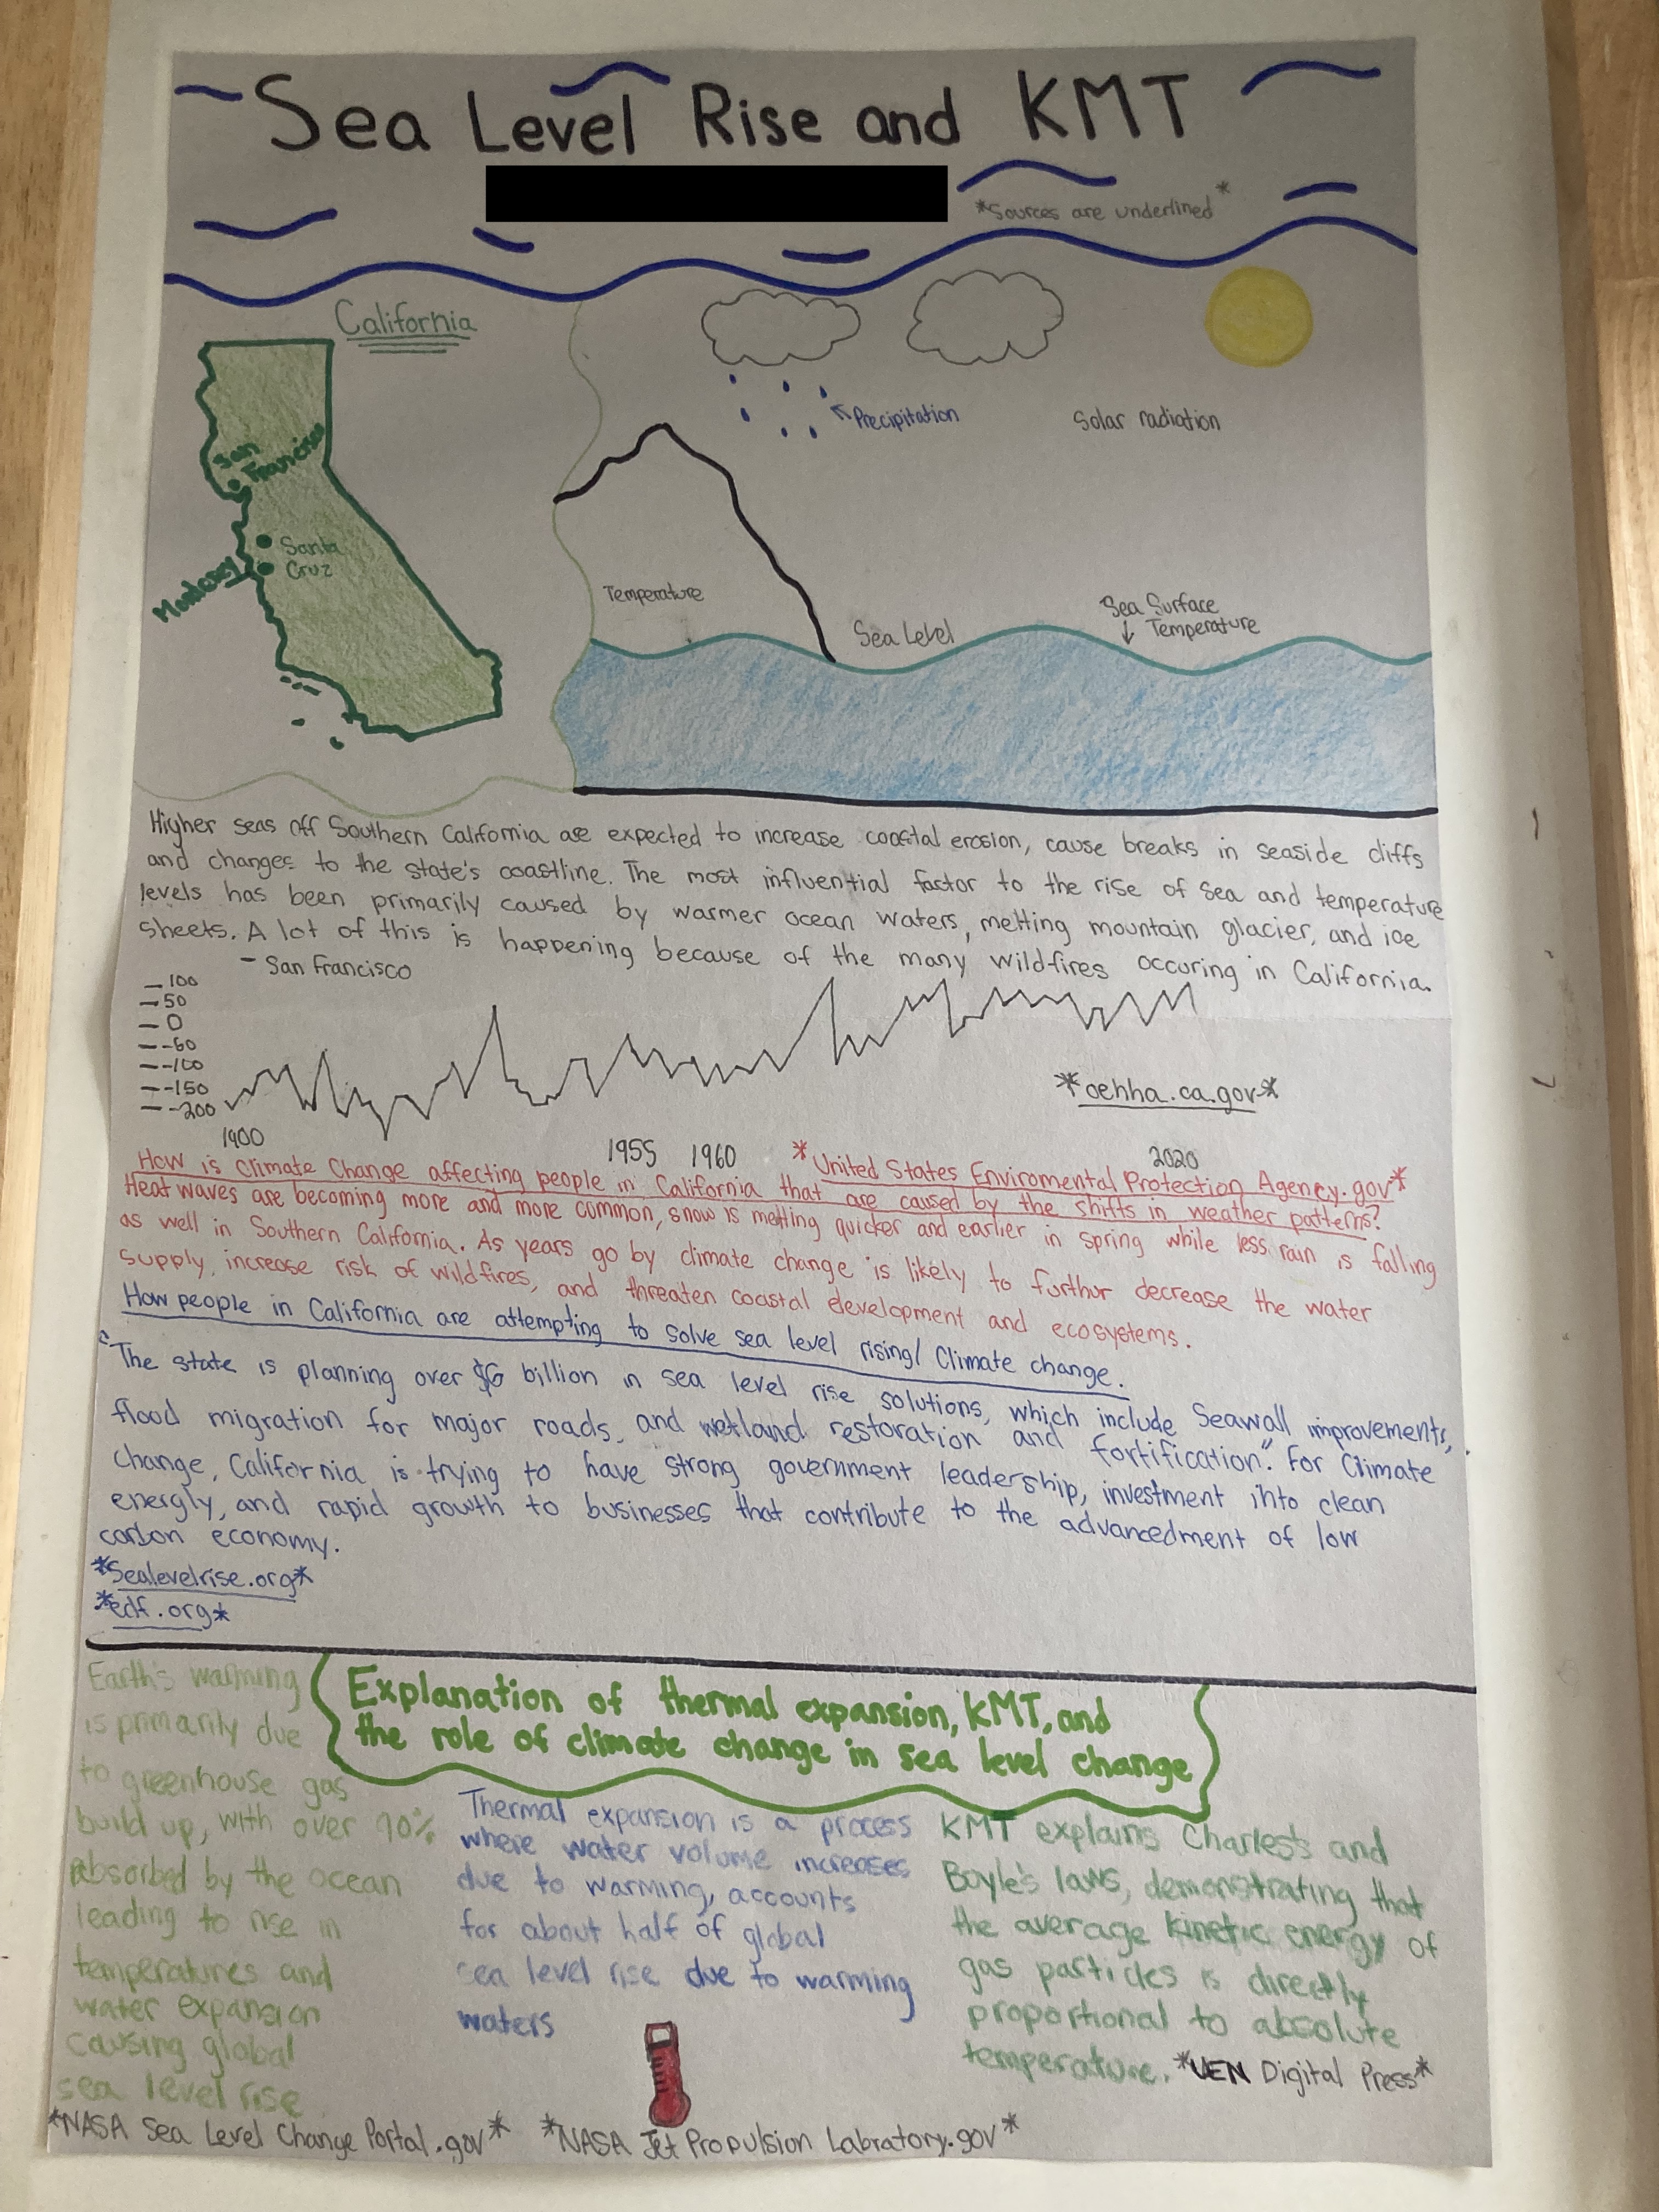 Sea Level Rise and KMT
*Sources are underlined*
California
San Francisco
Santa Cruz
Monterey
Precipitation
Solar radiation
Temperature
Sea Level
Sea Surface
Temperature
Higher seas off Southern California are expected to increase coastal erosion, cause breaks in seaside cliffs
and changes to the state's coastline. The most influential factor to the rise of sea and temperature
levels has been primarily caused by warmer ocean waters, melting mountain glacier, and ice
sheets. A lot of this is happening because of the many wildfires occuring in California.
- San Francisco
100
50
0
-50
-100
-150
-200
1900
1955
1960
2020
*oehha.ca.gov*
*United States Enviromental Protection Agency.gov*
How is Climate Change affecting people in California that are caused by the shifts in weather patterns?
Heat waves are becoming more and more common, snow is melting quicker and earlier in spring while less rain is falling
as well in Southern California. As years go by climate change is likely to furthur decrease the water
supply, increase risk of wildfires, and threaten coastal development and ecosystems.
How people in California are attempting to solve sea level rising/ Climate change.
"The state is planning over $6 billion in sea level rise solutions, which include Seawall improvements,
flood migration for major roads, and wetland restoration and fortification". For Climate
change, California is trying to have strong government leadership, investment into clean
energly, and rapid growth to businesses that contribute to the advancedment of low
carbon economy.
*Sealevelrise.org*
*edf.org*
Explanation of thermal expansion, KMT, and
the role of climate change in sea level change
Earth's warming
is primarily due
to greenhouse gas
build up, with over 90%
absorbed by the ocean
leading to rise in
temperatures and
water expansion
causing global
sea level rise
Thermal expansion is a process
where water volume increases
due to warming, accounts
for about half of global
sea level rise due to warming
waters
KMT explains Charles's and
Boyle's laws, demonstrating that
the average kinetic energy of
gas particles is directly
proportional to absolute
temperature. *UEN Digital Press*
*NASA Sea Level Change Portal.gov* *NASA Jet Propulsion Labratory.gov*